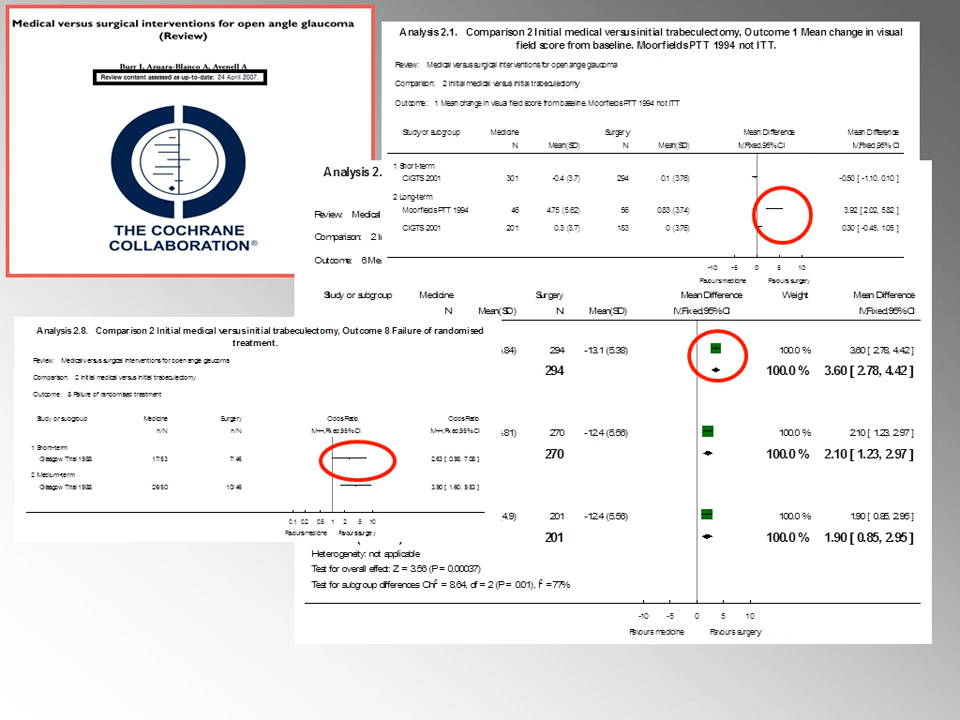 Medical versus surgical interventions for open angle glaucoma
(Review)
Burr J, Azuara-Blanco A, Avenell A
Review content assessed as up-to-date: 24 April 2007.
THE COCHRANE
COLLABORATION®
Analysis 2.1. Comparison 2 Initial medical versus initial trabeculectomy, Outcome 1 Mean change in visual
field score from baseline. Moorfields PTT 1994 not ITT.
Review: Medical versus surgical interventions for open angle glaucoma
Comparison: 2 Initial medical versus initial trabeculectomy
Outcome: 1 Mean change in visual field score from baseline. Moorfields PTT 1994 not ITT
Study or subgroup Medicine Surgery Mean Difference Mean Difference
N Mean(SD) N Mean(SD) IV,Fixed,95% CI IV,Fixed,95% CI
1 Short-term
CIGTS 2001 301 -0.4 (3.7) 294 0.1 (3.76) -0.50 [ -1.10, 0.10 ]
2 Long-term
Moorfields PTT 1994 46 4.75 (5.62) 56 0.83 (3.74) 3.92 [ 2.02, 5.82 ]
CIGTS 2001 201 0.3 (3.7) 183 0 (3.76) 0.30 [ -0.45, 1.05 ]
-10 -5 0 5 10
Favours medicine Favours surgery
Analysis 2.
Review: Medical
Comparison: 2 I
Outcome: 6 Me
Study or subgroup Medicine Surgery Mean Difference Weight Mean Difference
N Mean(SD) N Mean(SD) IV,Fixed,95% CI IV,Fixed,95% CI
.84) 294 -13.1 (5.38) 100.0 % 3.60 [ 2.78, 4.42 ]
294 100.0 % 3.60 [ 2.78, 4.42 ]
.81) 270 -12.4 (5.56) 100.0 % 2.10 [ 1.23, 2.97 ]
270 100.0 % 2.10 [ 1.23, 2.97 ]
4.9) 201 -12.4 (5.56) 100.0 % 1.90 [ 0.85, 2.95 ]
201 100.0 % 1.90 [ 0.85, 2.95 ]
Heterogeneity: not applicable
Test for overall effect: Z = 3.56 (P = 0.00037)
Test for subgroup differences: Chi² = 8.64, df = 2 (P = 0.01), I² =77%
-10 -5 0 5 10
Favours medicine Favours surgery
Analysis 2.8. Comparison 2 Initial medical versus initial trabeculectomy, Outcome 8 Failure of randomised
treatment.
Review: Medical versus surgical interventions for open angle glaucoma
Comparison: 2 Initial medical versus initial trabeculectomy
Outcome: 8 Failure of randomised treatment
Study or subgroup Medicine Surgery Odds Ratio Odds Ratio
n/N n/N M-H,Fixed,95% CI M-H,Fixed,95% CI
1 Short-term
Glasgow Trial 1988 17/53 7/46 2.63 [ 0.98, 7.08 ]
2 Medium-term
Glasgow Trial 1988 26/50 10/46 3.90 [ 1.60, 9.53 ]
0.1 0.2 0.5 1 2 5 10
Favours medicine Favours surgery